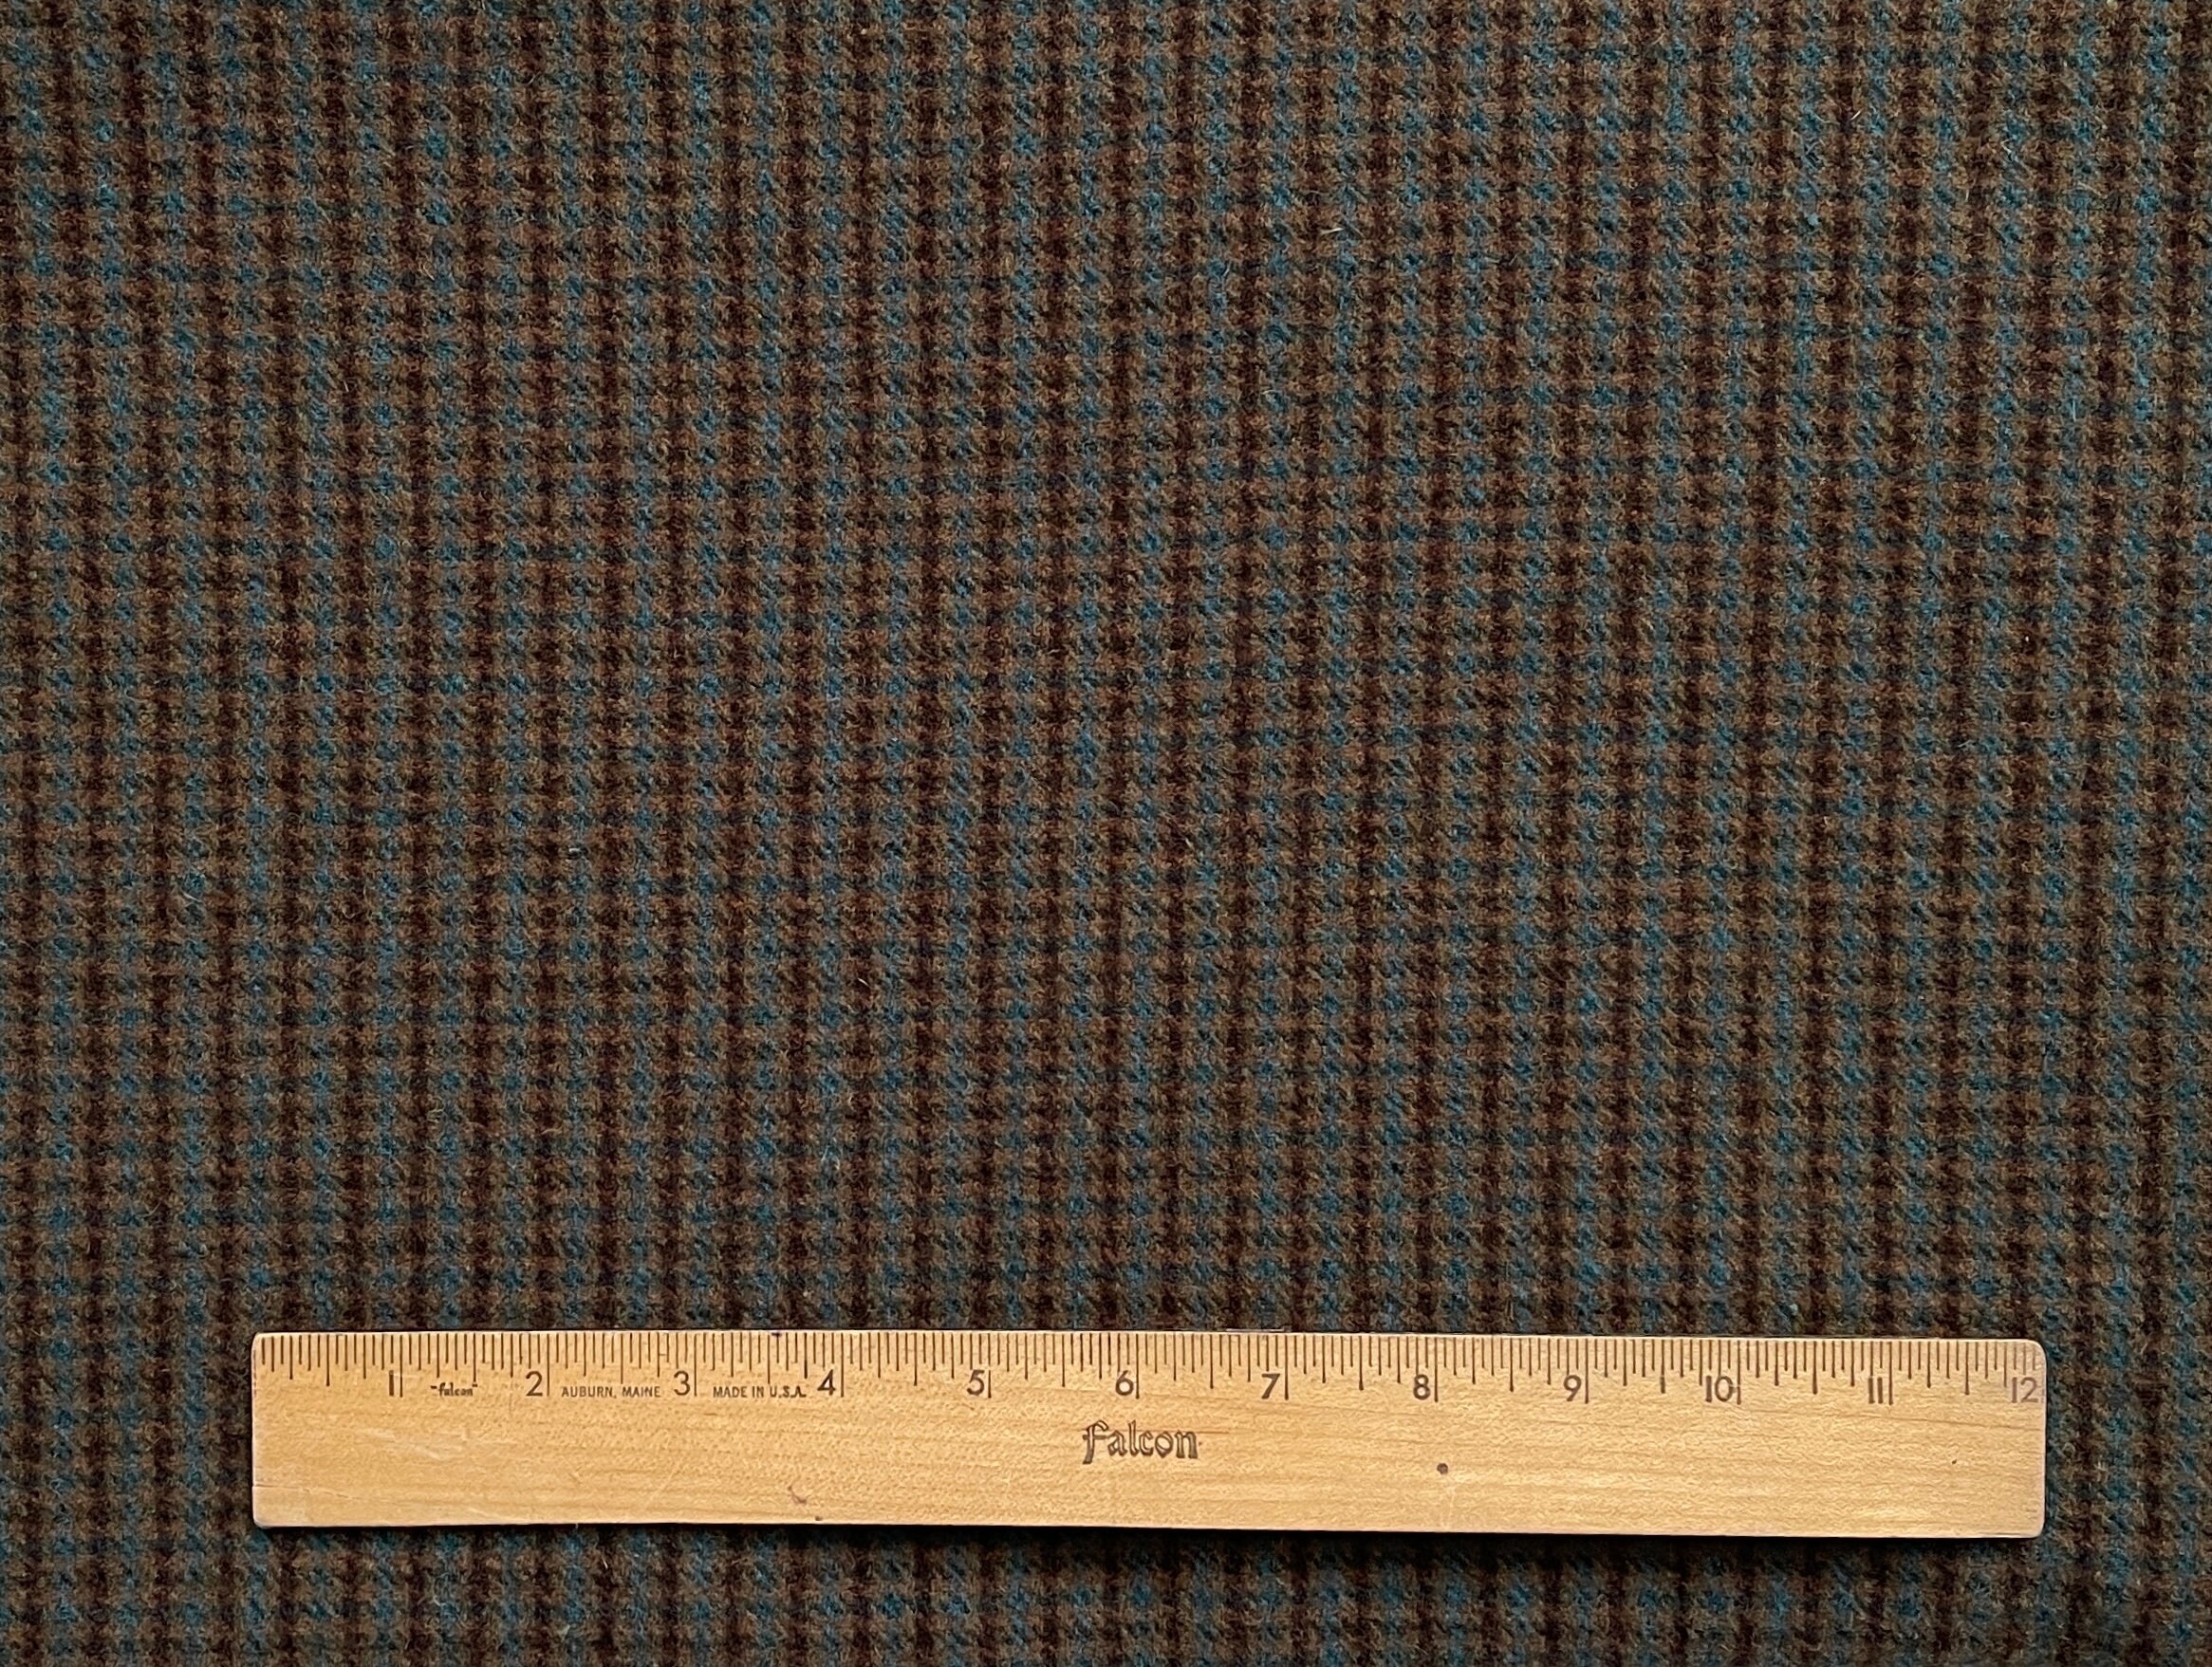 1 "falcon" 2 AUBURN, MAINE 3 MADE IN U.S.A. 4 5 6 7 8 9 10 11 12
falcon